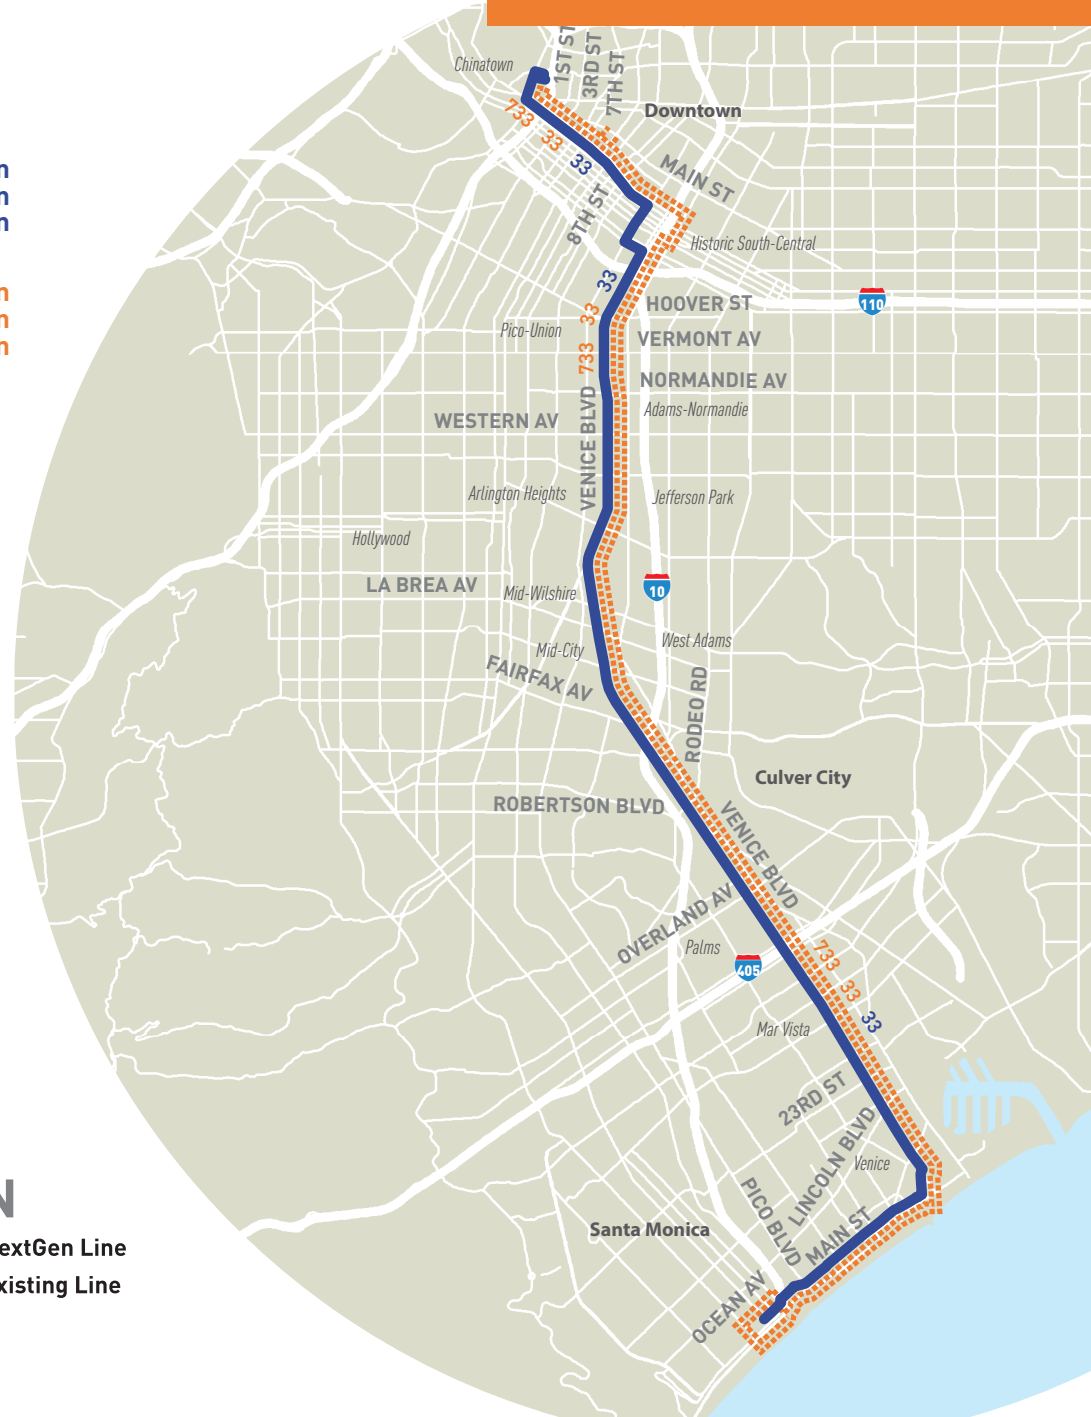 1ST ST
3RD ST
7TH ST
Chinatown
Downtown
733
33
33
MAIN ST
8TH ST
Historic South-Central
33
HOOVER ST
110
33
Pico-Union
VERMONT AV
733
NORMANDIE AV
Adams-Normandie
WESTERN AV
VENICE BLVD
Arlington Heights
Jefferson Park
Hollywood
LA BREA AV
Mid-Wilshire
10
West Adams
Mid-City
FAIRFAX AV
RODEO RD
Culver City
ROBERTSON BLVD
VENICE BLVD
OVERLAND AV
Palms
405
733
33
33
Mar Vista
23RD ST
LINCOLN BLVD
Venice
PICO BLVD
Santa Monica
MAIN ST
OCEAN AV
n
n
n
n
n
n
N
extGen Line
xisting Line